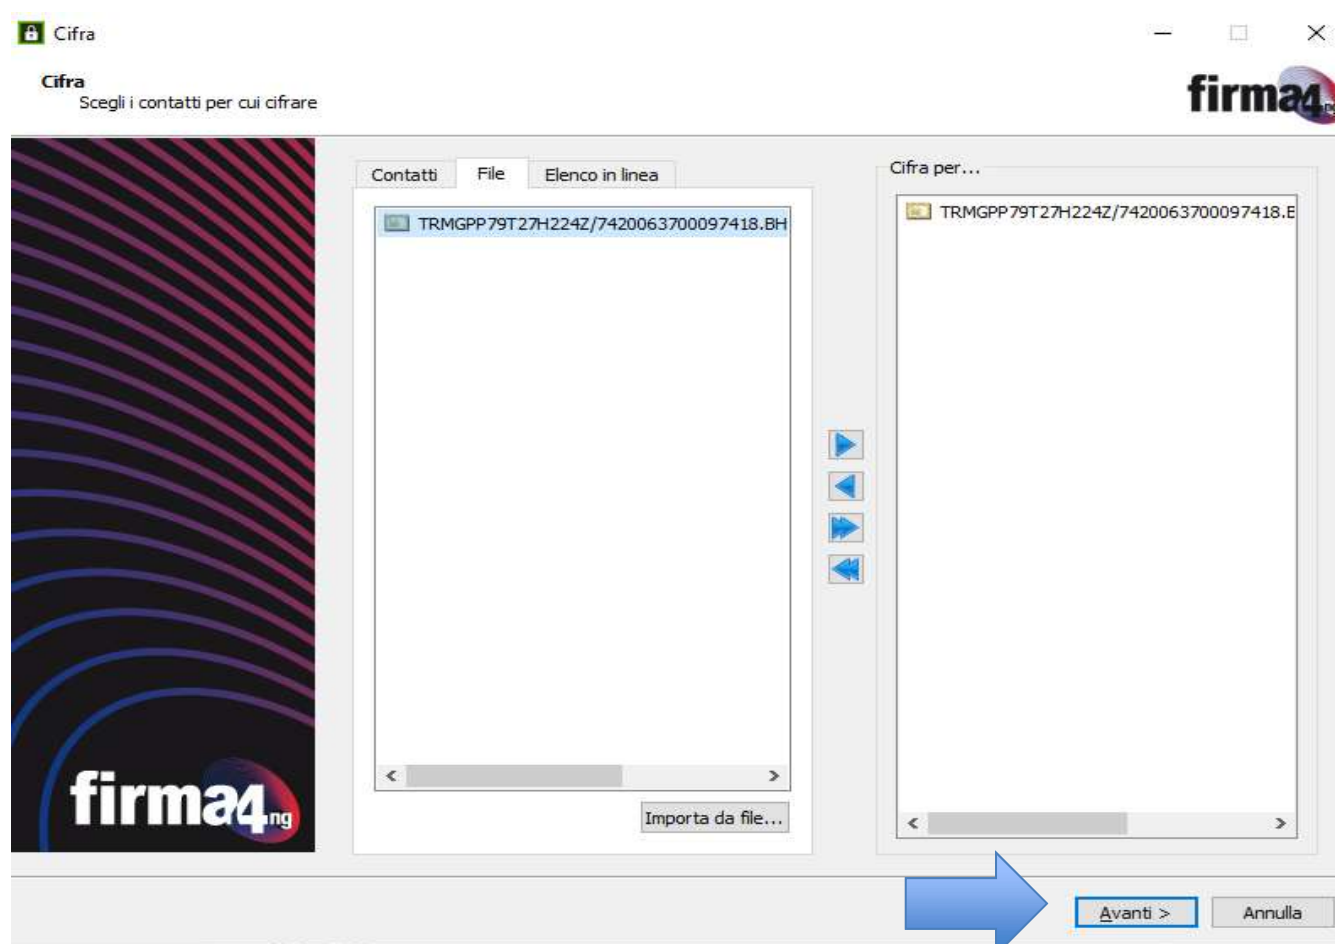 Cifra
Cifra
Scegli i contatti per cui cifrare
firma4
Contatti
File
Elenco in linea
Cifra per...
TRMGPP79T27H224Z/7420063700097418.BH
TRMGPP79T27H224Z/7420063700097418.E
Importa da file...
firma4ng
Avanti >
Annulla